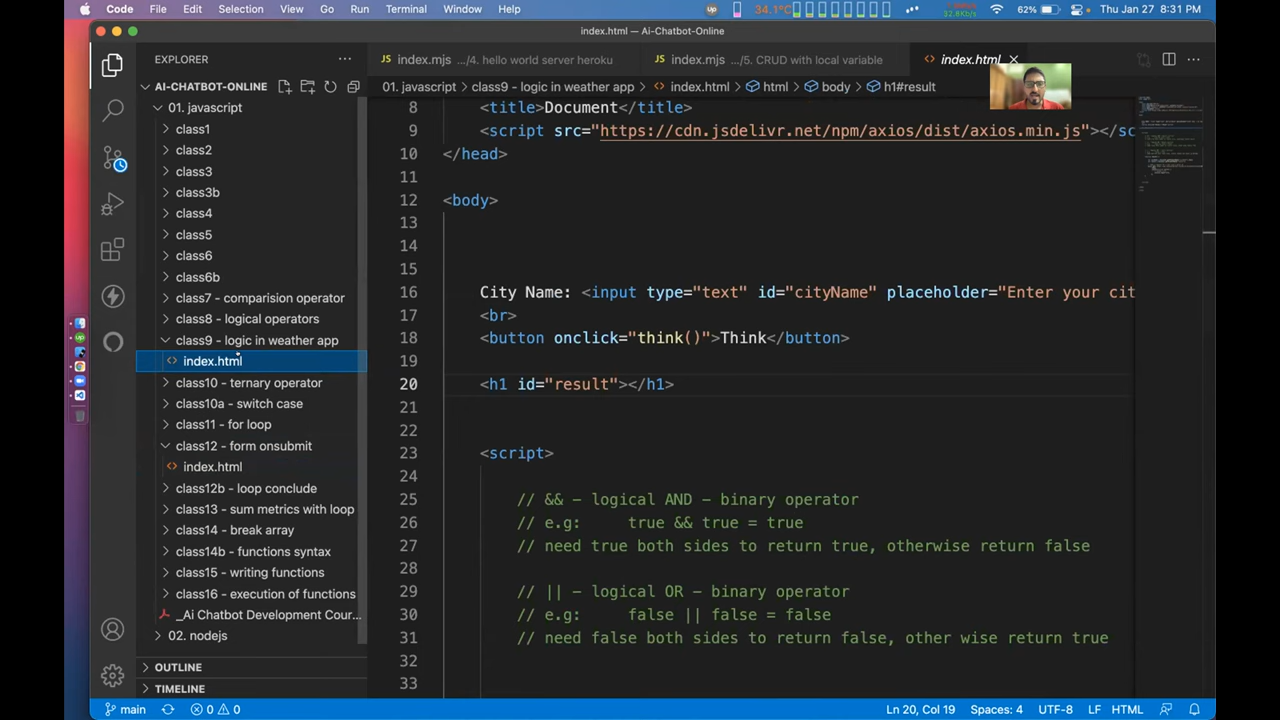 Code File Edit Selection View Go Run Terminal Window Help Up 34.1°C 62% Thu Jan 27 8:31 PM
index.html — Ai-Chatbot-Online
EXPLORER
index.mjs .../4. hello world server heroku
index.mjs .../5. CRUD with local variable
index.html
AI-CHATBOT-ONLINE
01. javascript > class9 - logic in weather app > index.html > html > body > h1#result
01. javascript
class1
class2
class3
class3b
class4
class5
class6
class6b
class7 - comparision operator
class8 - logical operators
class9 - logic in weather app
index.html
class10 - ternary operator
class10a - switch case
class11 - for loop
class12 - form onsubmit
index.html
class12b - loop conclude
class13 - sum metrics with loop
class14 - break array
class14b - functions syntax
class15 - writing functions
class16 - execution of functions
_Ai Chatbot Development Cour...
02. nodejs
OUTLINE
TIMELINE
8 <title>Document</title>
9 <script src="https://cdn.jsdelivr.net/npm/axios/dist/axios.min.js"></sc
10 </head>
11
12 <body>
13
14
15
16 City Name: <input type="text" id="cityName" placeholder="Enter your cit
17 <br>
18 <button onclick="think()">Think</button>
19
20 <h1 id="result"></h1>
21
22
23 <script>
24
25 // && – logical AND – binary operator
26 // e.g: true && true = true
27 // need true both sides to return true, otherwise return false
28
29 // || – logical OR – binary operator
30 // e.g: false || false = false
31 // need false both sides to return false, other wise return true
32
33
main 0 0 Ln 20, Col 19 Spaces: 4 UTF-8 LF HTML